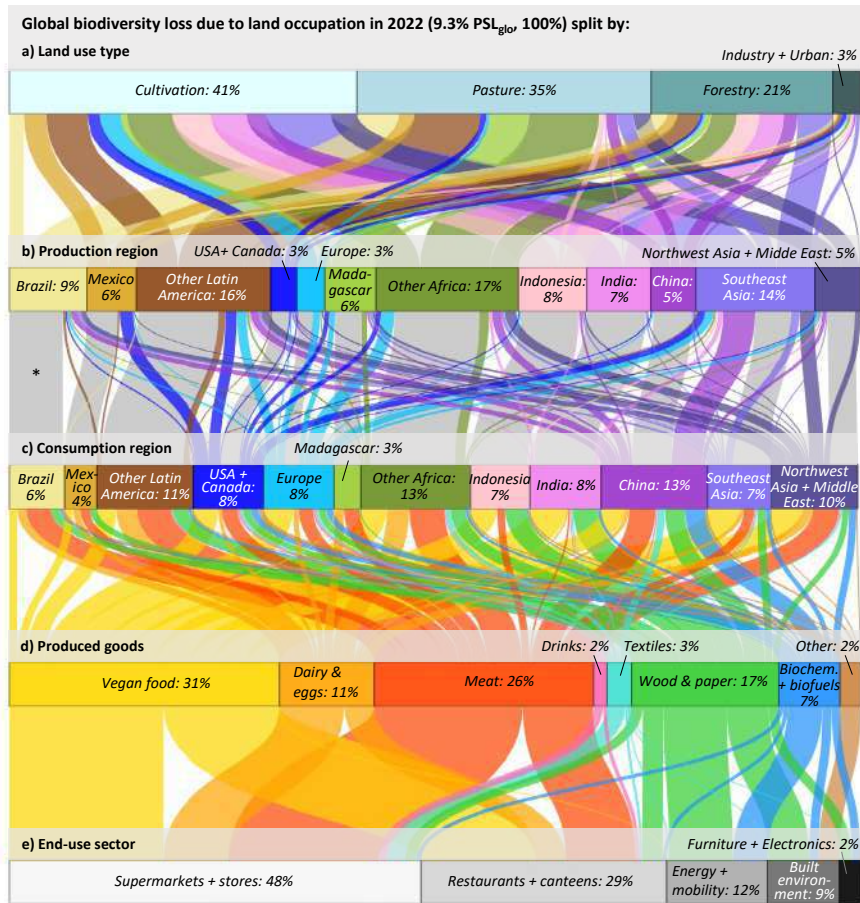 Global biodiversity loss due to land occupation in 2022 (9.3% PSLglo, 100%) split by:
a) Land use type
Industry + Urban: 3%
Cultivation: 41%
Pasture: 35%
Forestry: 21%
b) Production region
USA+ Canada: 3%
Europe: 3%
Northwest Asia + Midde East: 5%
Brazil: 9%
Mexico
6%
Other Latin
America: 16%
Mada-
gascar
6%
Other Africa: 17%
Indonesia:
8%
India:
7%
China:
5%
Southeast
Asia: 14%
*
c) Consumption region
Madagascar: 3%
Brazil
6%
Mex-
ico
4%
Other Latin
America: 11%
USA +
Canada:
8%
Europe
8%
Other Africa:
13%
Indonesia
7%
India: 8%
China: 13%
Southeast
Asia: 7%
Northwest
Asia + Middle
East: 10%
d) Produced goods
Drinks: 2%
Textiles: 3%
Other: 2%
Vegan food: 31%
Dairy &
eggs: 11%
Meat: 26%
Wood & paper: 17%
Biochem.
+ biofuels
7%
e) End-use sector
Furniture + Electronics: 2%
Supermarkets + stores: 48%
Restaurants + canteens: 29%
Energy +
mobility: 12%
Built
environ-
ment: 9%